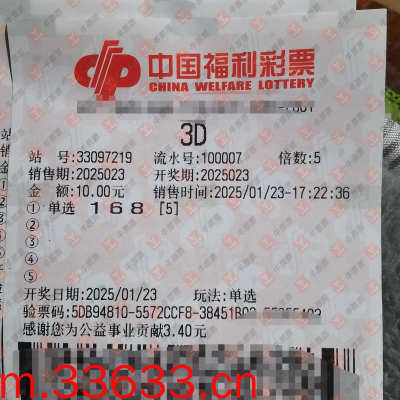 中国福利彩票
CHINA WELFARE LOTTERY
3D
站 号:33097219 流水号:100007 倍数:5
销售期:2025023 开奖期:2025023
金 额:10.00元 销售时间:2025/01/23-17:22:36
① 单选 168 [5]
②
③
④
⑤
开奖日期:2025/01/23 玩法:单选
验票码:5DB94810-5572CCF8-38451B
感谢您为公益事业贡献3.40元
m.33633.cn